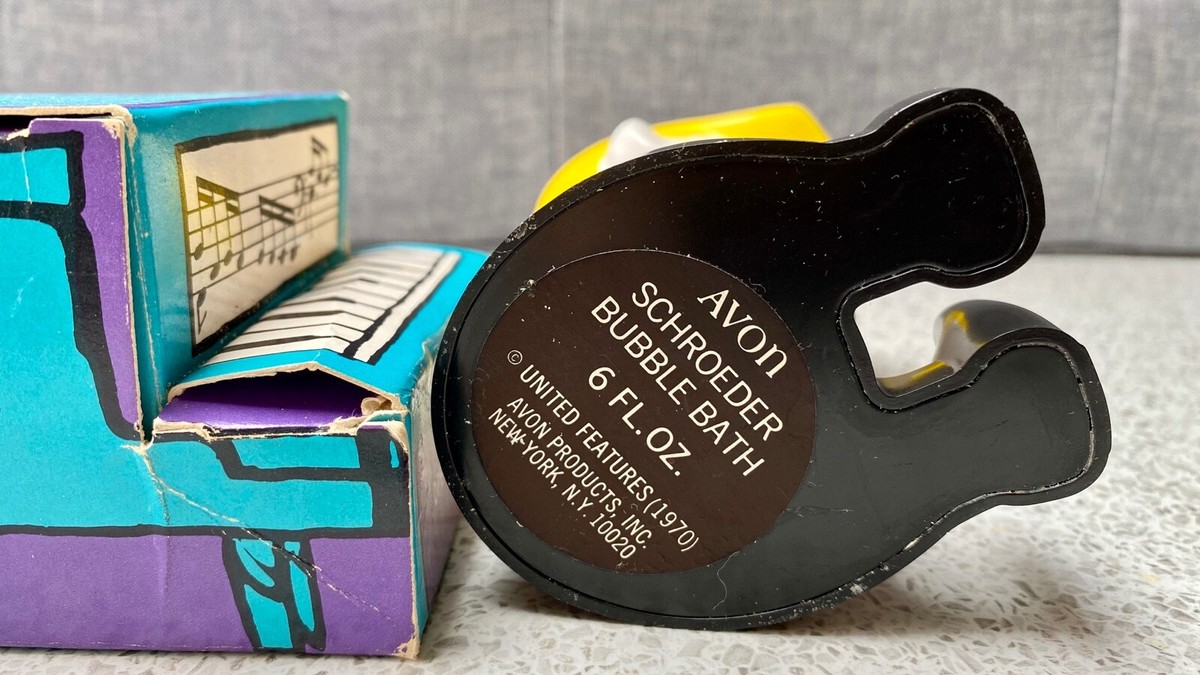 AVON
SCHROEDER
BUBBLE BATH
6 FL. OZ.
© UNITED FEATURES (1970)
AVON PRODUCTS, INC.
NEW YORK, N.Y. 10020